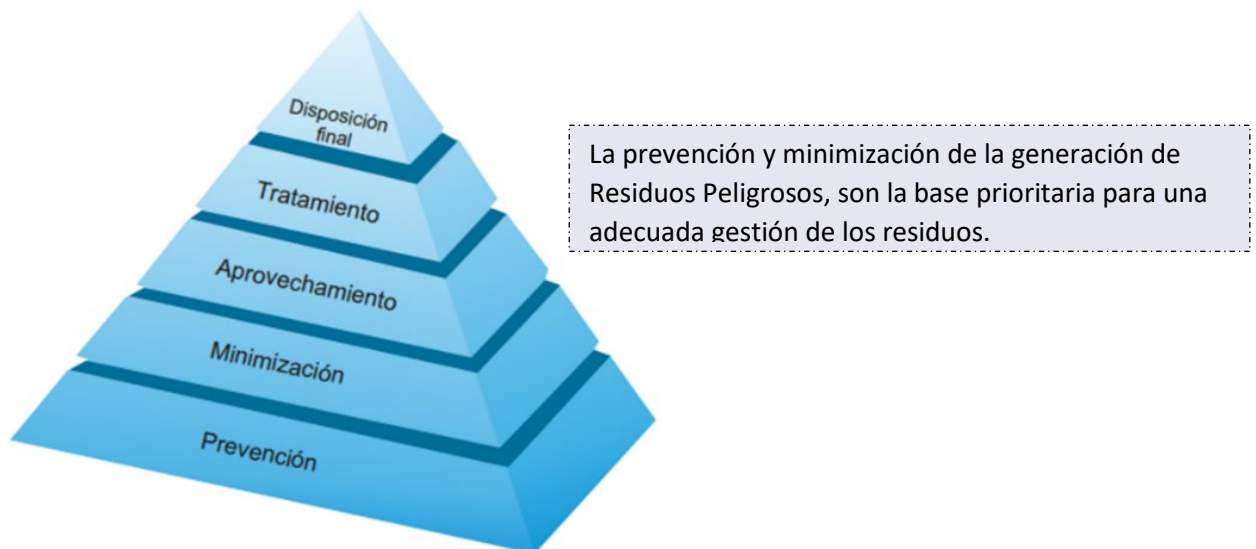 Disposición
final
Tratamiento
Aprovechamiento
Minimización
Prevención
La prevención y minimización de la generación de
Residuos Peligrosos, son la base prioritaria para una
adecuada gestión de los residuos.